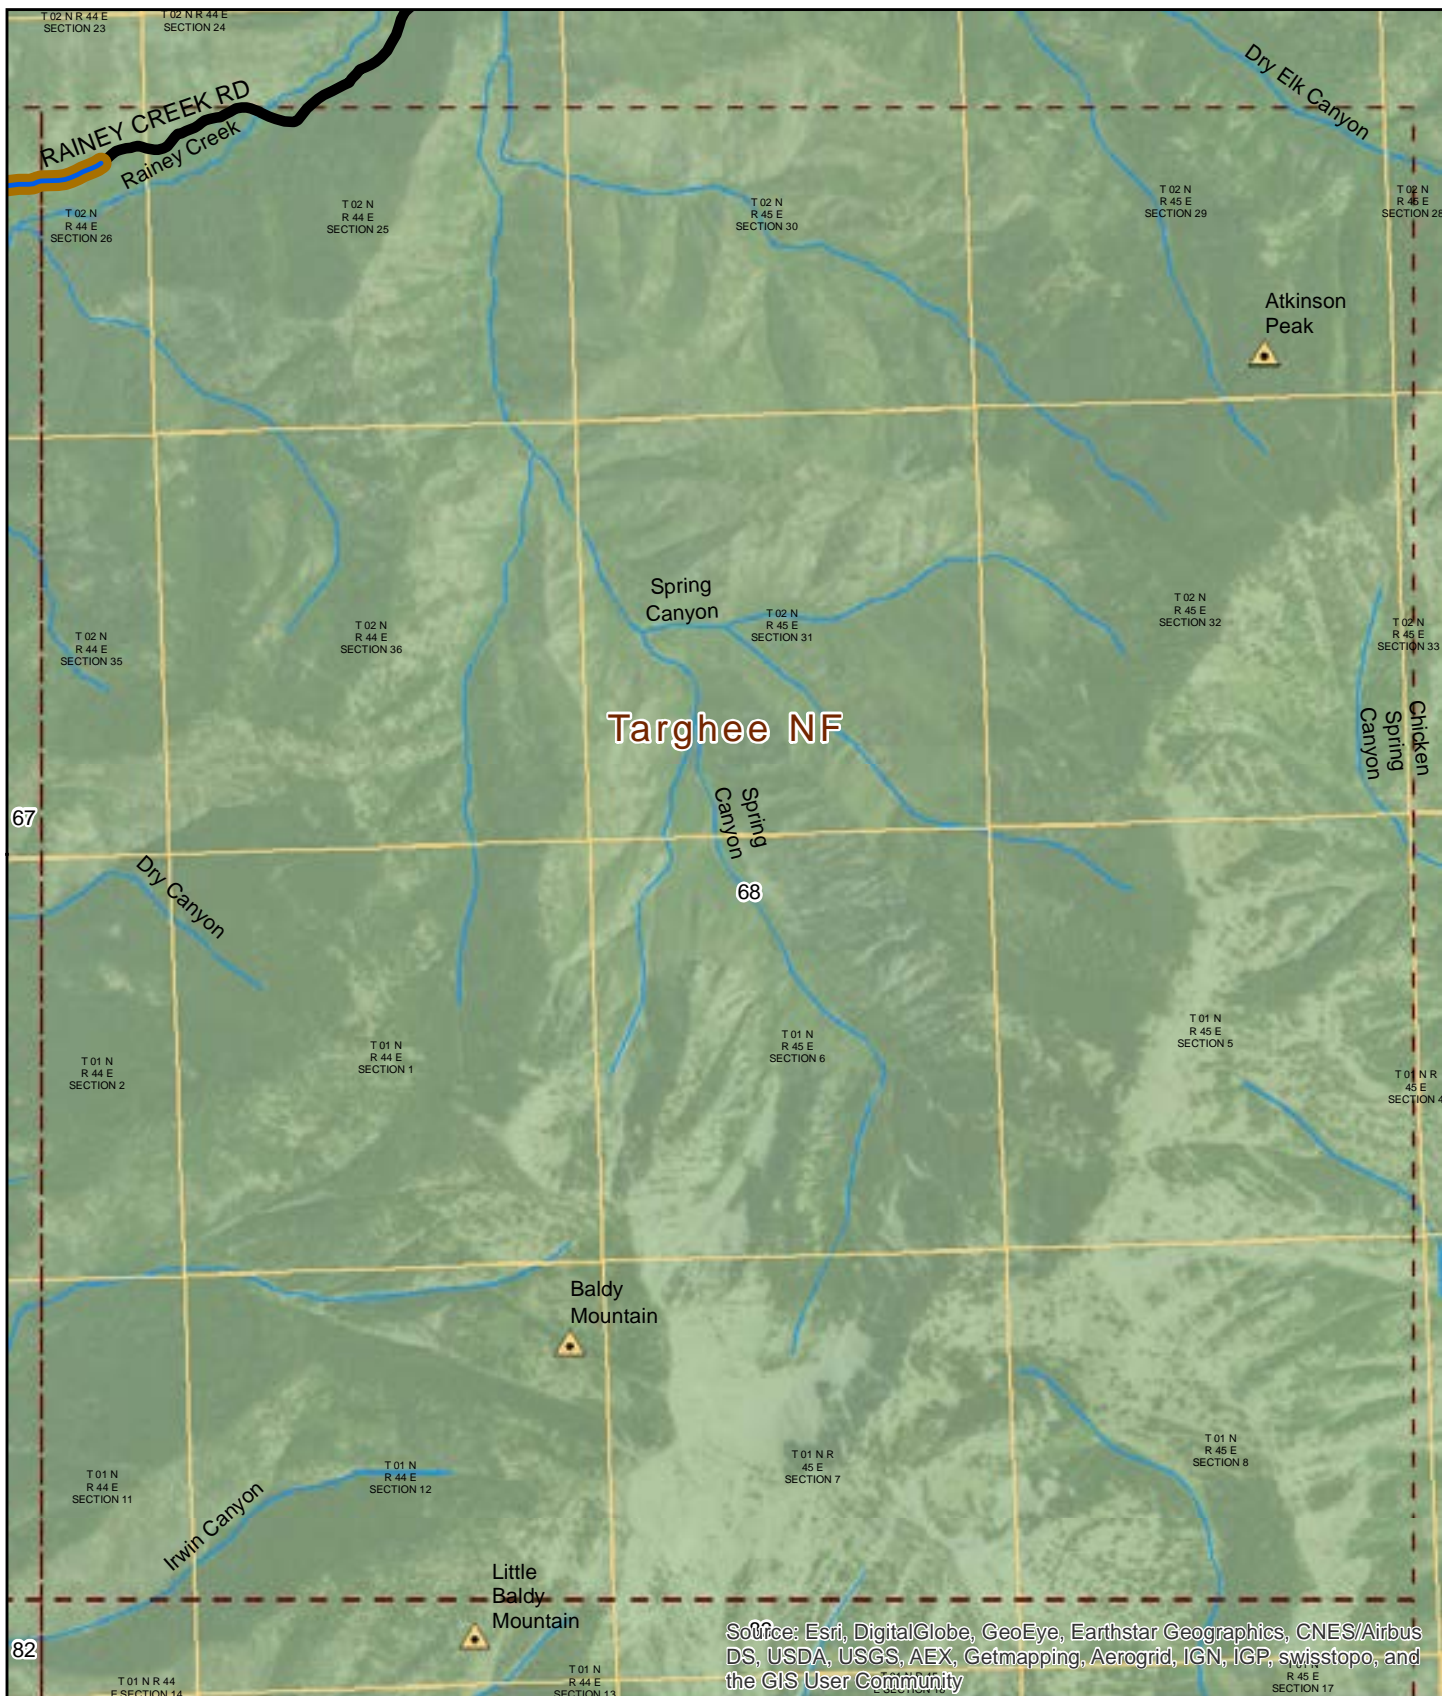 T 02 N R 44 E
SECTION 23
T 02 N R 44 E
SECTION 24
RAINEY CREEK RD
Rainey Creek
Dry Elk Canyon
T 02 N
R 44 E
SECTION 26
T 02 N
R 44 E
SECTION 25
T 02 N
R 45 E
SECTION 30
T 02 N
R 45 E
SECTION 29
T 02 N
R 45 E
SECTION 28
Atkinson
Peak
Spring
Canyon
T 02 N
R 44 E
SECTION 35
T 02 N
R 44 E
SECTION 36
T 02 N
R 45 E
SECTION 31
T 02 N
R 45 E
SECTION 32
T 02 N
R 45 E
SECTION 33
Targhee NF
Chicken
Spring
Canyon
Spring
Canyon
67
68
Dry Canyon
T 01 N
R 44 E
SECTION 2
T 01 N
R 44 E
SECTION 1
T 01 N
R 45 E
SECTION 6
T 01 N
R 45 E
SECTION 5
T 01 N R
45 E
SECTION 4
Baldy
Mountain
T 01 N
R 44 E
SECTION 11
T 01 N
R 44 E
SECTION 12
T 01 N R
45 E
SECTION 7
T 01 N
R 45 E
SECTION 8
Irwin Canyon
Little
Baldy
Mountain
82
Source: Esri, DigitalGlobe, GeoEye, Earthstar Geographics, CNES/Airbus
DS, USDA, USGS, AEX, Getmapping, Aerogrid, IGN, IGP, swisstopo, and
the GIS User Community
T 01 N R 44
E SECTION 14
T 01 N
R 44 E
SECTION 13
R 45 E
SECTION 17